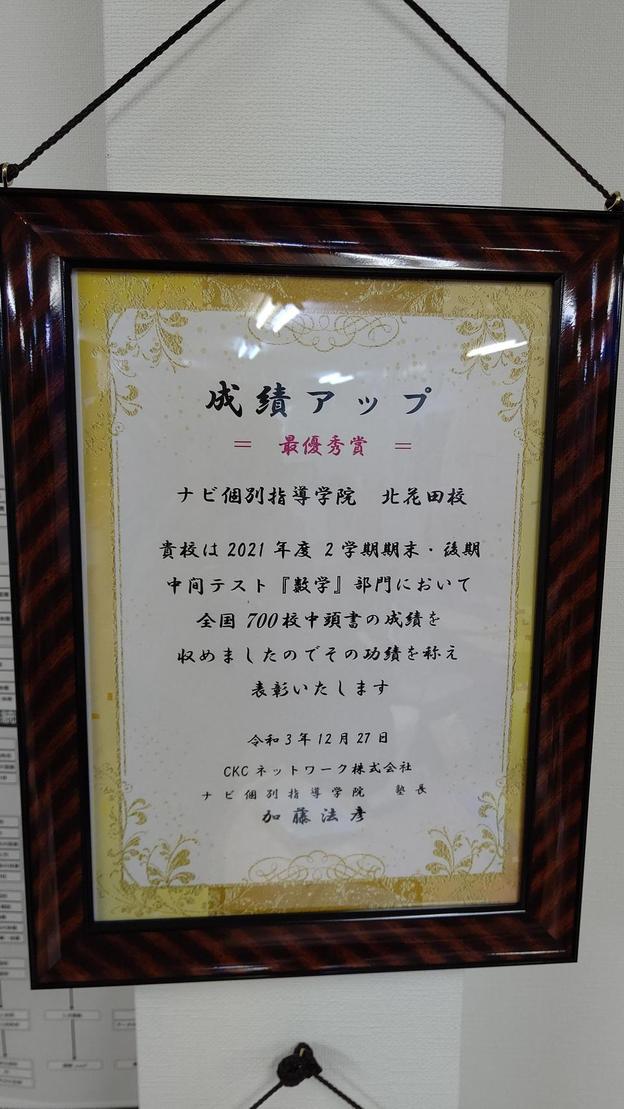 成績アップ
= 最優秀賞 =
ナビ個別指導学院 北花田校
貴校は2021年度 2学期期末・後期
中間テスト『数学』部門において
全国700校中頭書の成績を
収めましたのでその功績を称え
表彰いたします
令和3年12月27日
CKCネットワーク株式会社
ナビ個別指導学院 塾長
加藤法彦